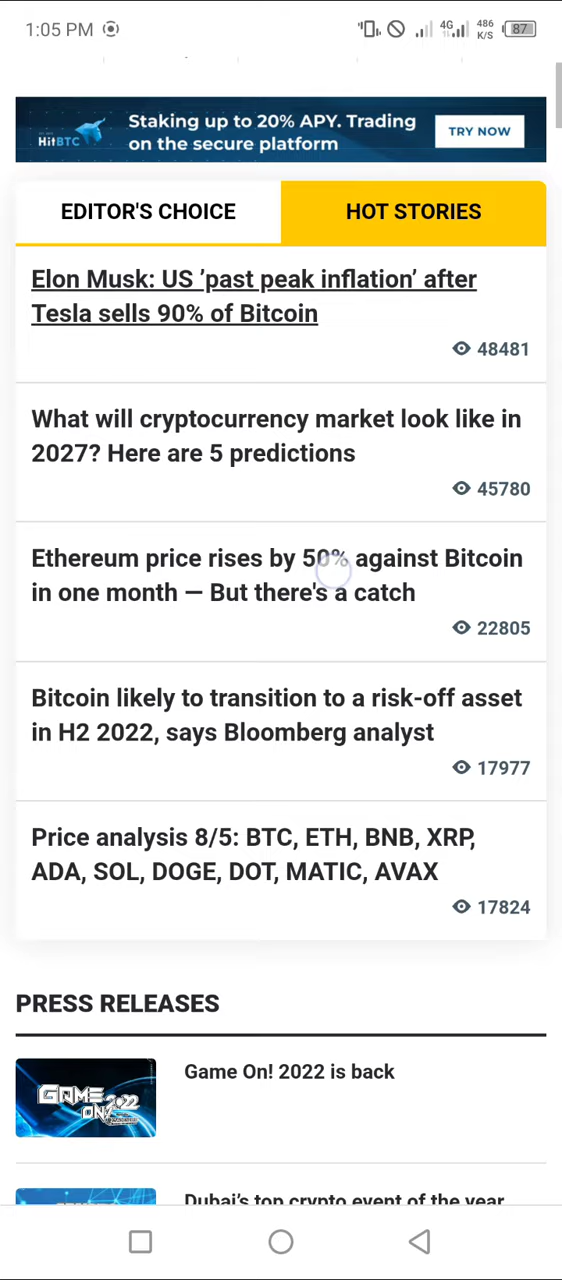 1:05 PM
4G
486
K/S
87
HitBTC
Staking up to 20% APY. Trading
on the secure platform
TRY NOW
EDITOR'S CHOICE
HOT STORIES
Elon Musk: US ’past peak inflation’ after
Tesla sells 90% of Bitcoin
48481
What will cryptocurrency market look like in
2027? Here are 5 predictions
45780
Ethereum price rises by 50% against Bitcoin
in one month — But there's a catch
22805
Bitcoin likely to transition to a risk-off asset
in H2 2022, says Bloomberg analyst
17977
Price analysis 8/5: BTC, ETH, BNB, XRP,
ADA, SOL, DOGE, DOT, MATIC, AVAX
17824
PRESS RELEASES
GAME
ON! 2022
Game On! 2022 is back
Dubai’s top crypto event of the year